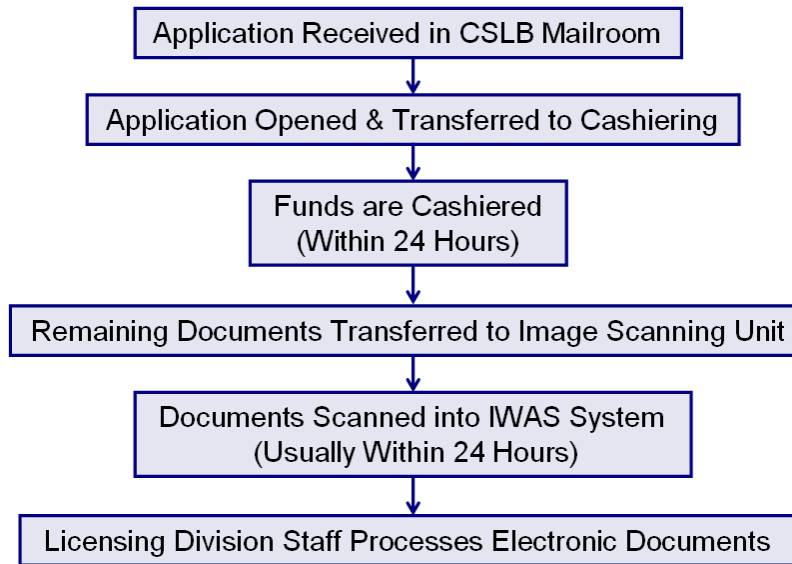 Application Received in CSLB Mailroom
Application Opened & Transferred to Cashiering
Funds are Cashiered
(Within 24 Hours)
Remaining Documents Transferred to Image Scanning Unit
Documents Scanned into IWAS System
(Usually Within 24 Hours)
Licensing Division Staff Processes Electronic Documents